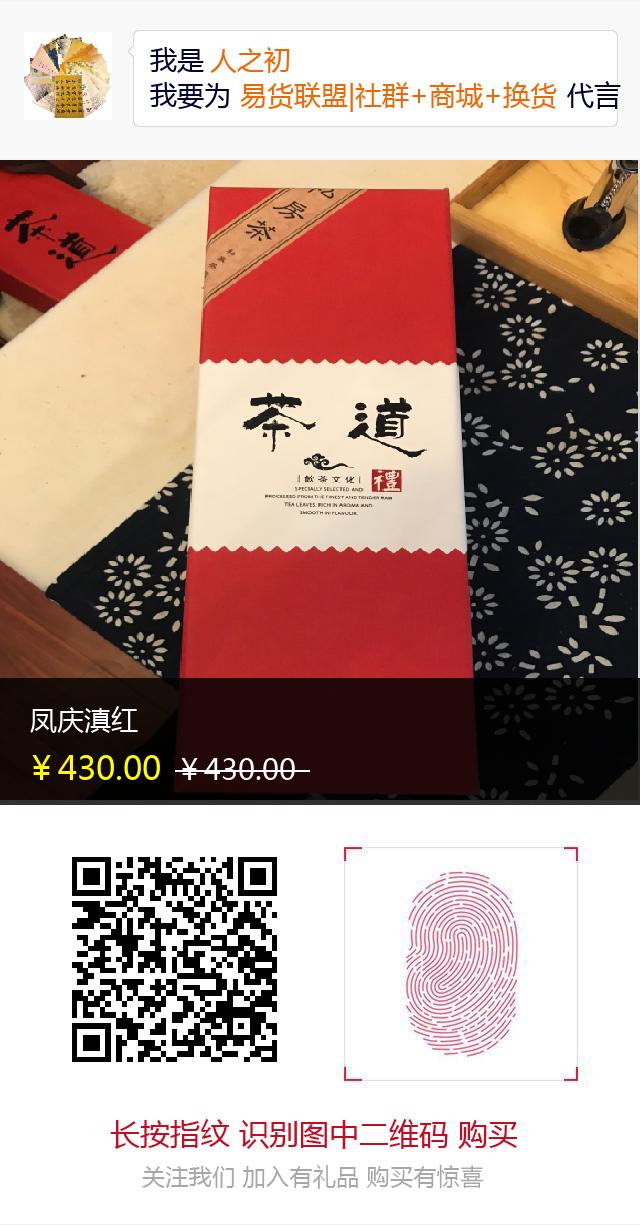 我是 人之初
我要为 易货联盟|社群+商城+换货 代言
私房茶
茶道
飲茶文化
禮
SPECIALLY SELECTED AND
PROCESSED FROM THE FINEST AND TENDER RAW
TEA LEAVES. RICH IN AROMA AND
SMOOTH IN FLAVOUR.
凤庆滇红
￥430.00 ￥430.00
长按指纹 识别图中二维码 购买
关注我们 加入有礼品 购买有惊喜